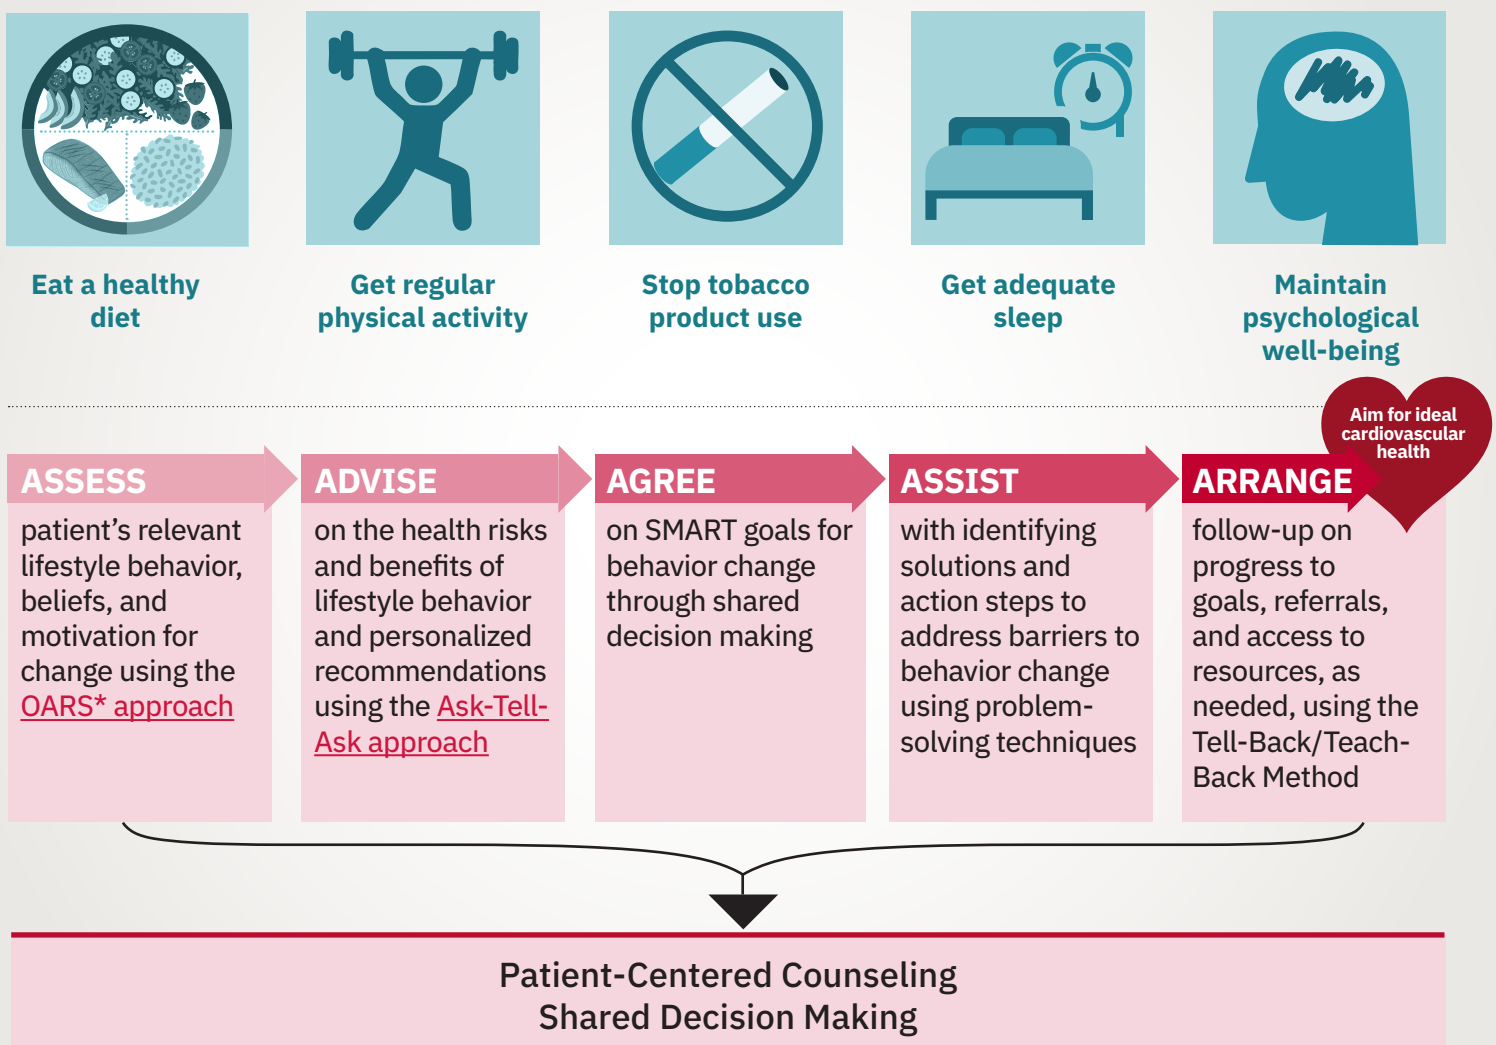 Eat a healthy
diet
Get regular
physical activity
Stop tobacco
product use
Get adequate
sleep
Maintain
psychological
well-being
Aim for ideal
cardiovascular
health
ASSESS
patient’s relevant
lifestyle behavior,
beliefs, and
motivation for
change using the
OARS* approach
ADVISE
on the health risks
and benefits of
lifestyle behavior
and personalized
recommendations
using the Ask-Tell-
Ask approach
AGREE
on SMART goals for
behavior change
through shared
decision making
ASSIST
with identifying
solutions and
action steps to
address barriers to
behavior change
using problem-
solving techniques
ARRANGE
follow-up on
progress to
goals, referrals,
and access to
resources, as
needed, using the
Tell-Back/Teach-
Back Method
Patient-Centered Counseling
Shared Decision Making